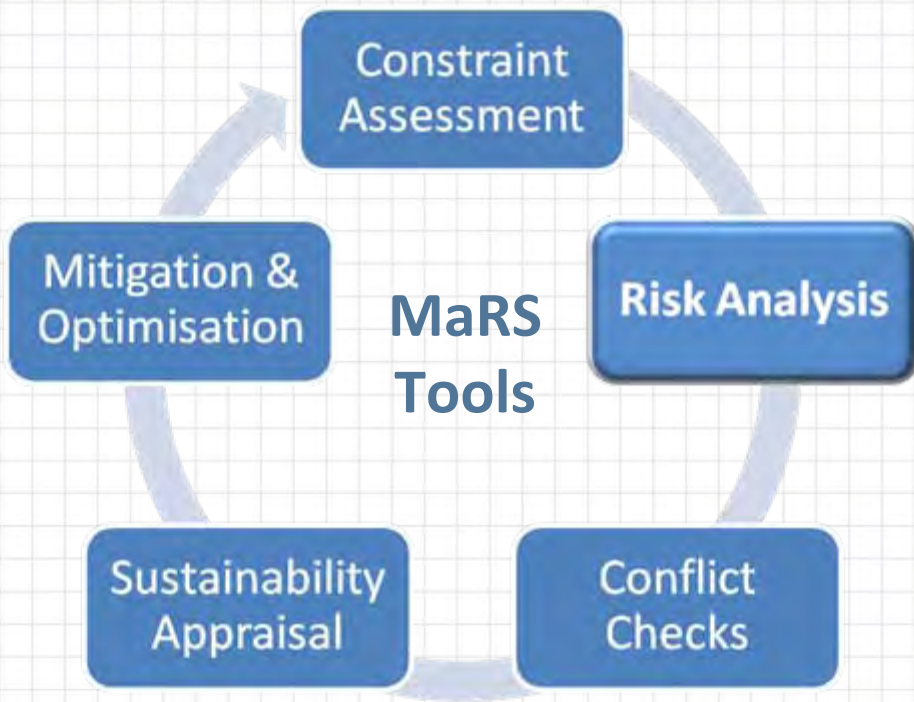 Constraint
Assessment
Risk Analysis
Conflict
Checks
Sustainability
Appraisal
Mitigation &
Optimisation
MaRS
Tools